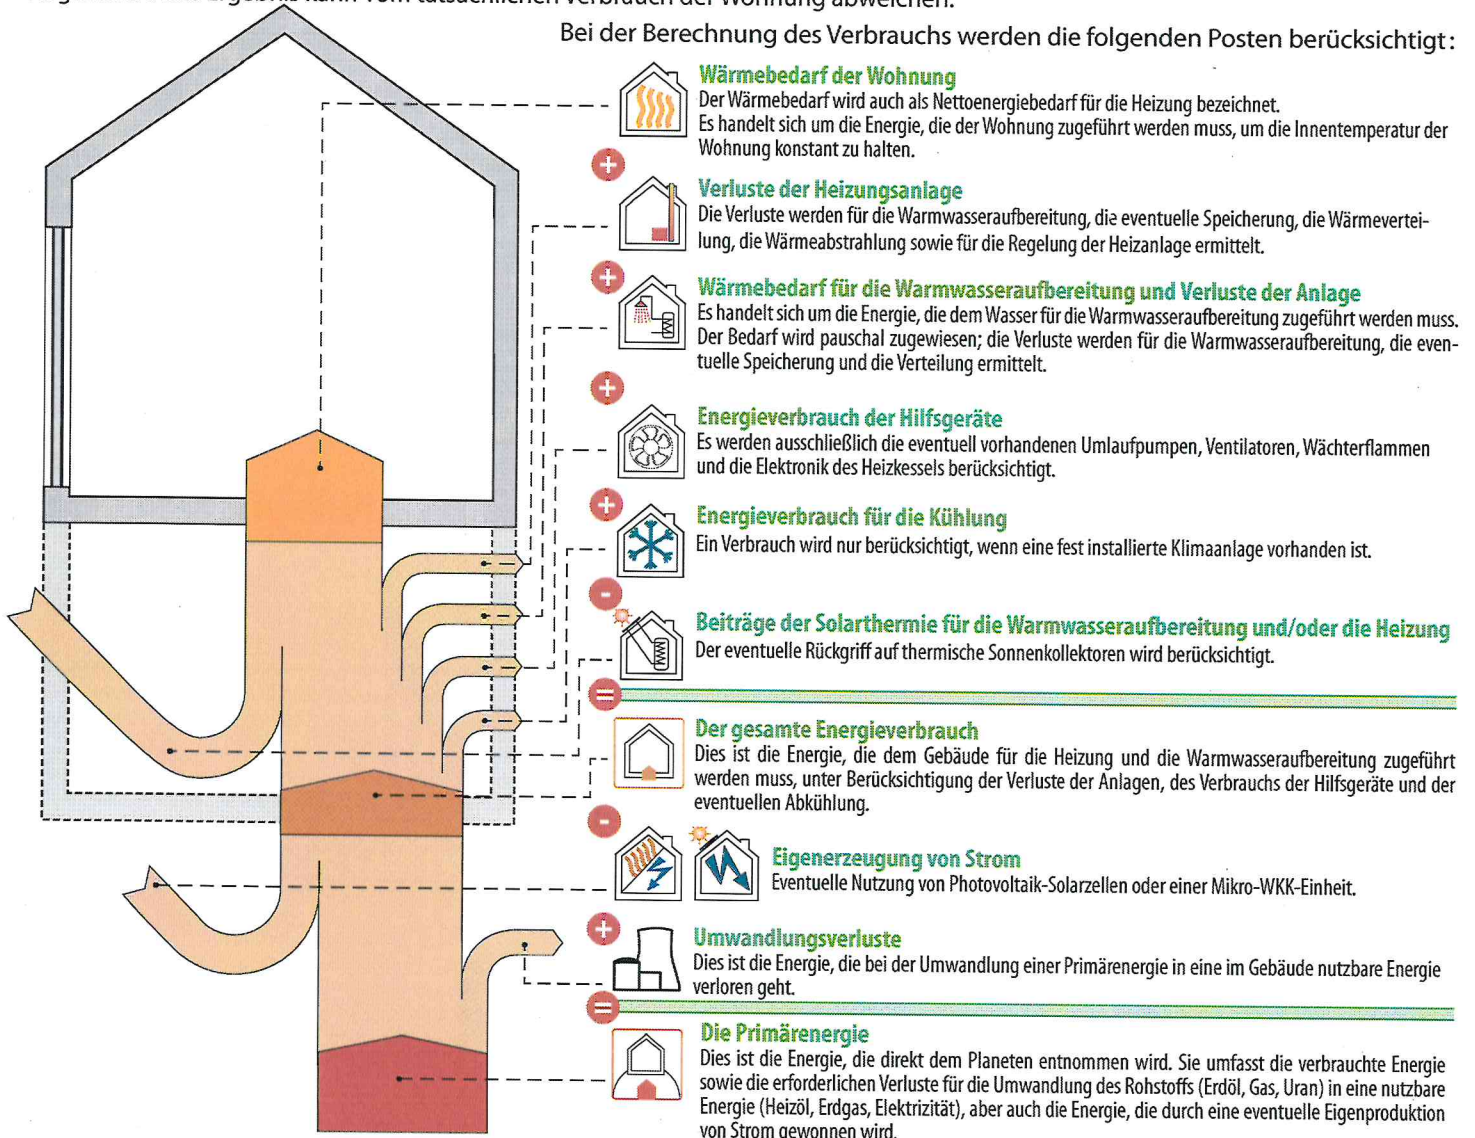 Ergebnis kann vom tatsächlichen Verbrauch der Wohnung abweichen.
Bei der Berechnung des Verbrauchs werden die folgenden Posten berücksichtigt:
Wärmebedarf der Wohnung
Der Wärmebedarf wird auch als Nettoenergiebedarf für die Heizung bezeichnet.
Es handelt sich um die Energie, die der Wohnung zugeführt werden muss, um die Innentemperatur der
Wohnung konstant zu halten.
+
Verluste der Heizungsanlage
Die Verluste werden für die Warmwasseraufbereitung, die eventuelle Speicherung, die Wärmevertei-
lung, die Wärmeabstrahlung sowie für die Regelung der Heizanlage ermittelt.
+
Wärmebedarf für die Warmwasseraufbereitung und Verluste der Anlage
Es handelt sich um die Energie, die dem Wasser für die Warmwasseraufbereitung zugeführt werden muss.
Der Bedarf wird pauschal zugewiesen; die Verluste werden für die Warmwasseraufbereitung, die even-
tuelle Speicherung und die Verteilung ermittelt.
+
Energieverbrauch der Hilfsgeräte
Es werden ausschließlich die eventuell vorhandenen Umlaufpumpen, Ventilatoren, Wächterflammen
und die Elektronik des Heizkessels berücksichtigt.
+
Energieverbrauch für die Kühlung
Ein Verbrauch wird nur berücksichtigt, wenn eine fest installierte Klimaanlage vorhanden ist.
-
Beiträge der Solarthermie für die Warmwasseraufbereitung und/oder die Heizung
Der eventuelle Rückgriff auf thermische Sonnenkollektoren wird berücksichtigt.
=
Der gesamte Energieverbrauch
Dies ist die Energie, die dem Gebäude für die Heizung und die Warmwasseraufbereitung zugeführt
werden muss, unter Berücksichtigung der Verluste der Anlagen, des Verbrauchs der Hilfsgeräte und der
eventuellen Abkühlung.
-
Eigenerzeugung von Strom
Eventuelle Nutzung von Photovoltaik-Solarzellen oder einer Mikro-WKK-Einheit.
+
Umwandlungsverluste
Dies ist die Energie, die bei der Umwandlung einer Primärenergie in eine im Gebäude nutzbare Energie
verloren geht.
=
Die Primärenergie
Dies ist die Energie, die direkt dem Planeten entnommen wird. Sie umfasst die verbrauchte Energie
sowie die erforderlichen Verluste für die Umwandlung des Rohstoffs (Erdöl, Gas, Uran) in eine nutzbare
Energie (Heizöl, Erdgas, Elektrizität), aber auch die Energie, die durch eine eventuelle Eigenproduktion
von Strom gewonnen wird.